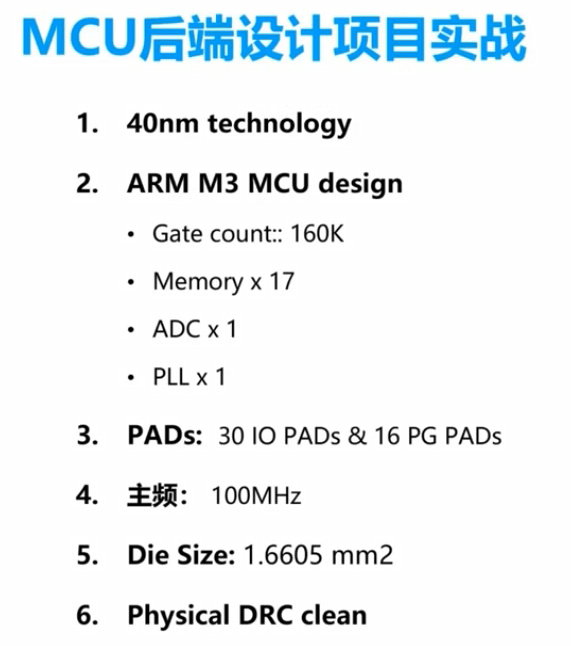 MCU后端设计项目实战
1. 40nm technology
2. ARM M3 MCU design
• Gate count:: 160K
• Memory x 17
• ADC x 1
• PLL x 1
3. PADs: 30 IO PADs & 16 PG PADs
4. 主频： 100MHz
5. Die Size: 1.6605 mm2
6. Physical DRC clean